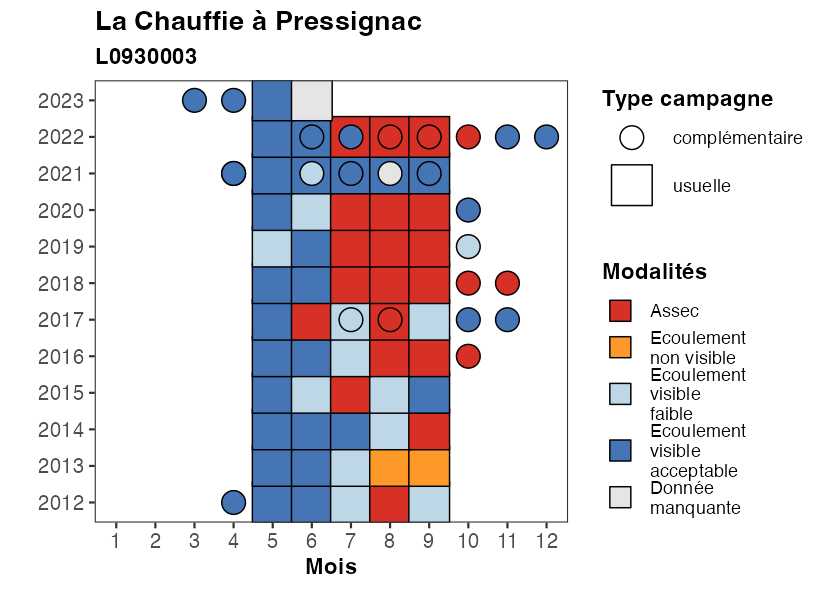 La Chauffie à Pressignac
L0930003
2023
2022
2021
2020
2019
2018
2017
2016
2015
2014
2013
2012
1 2 3 4 5 6 7 8 9 10 11 12
Mois
Type campagne
complémentaire
usuelle
Modalités
Assec
Ecoulement
non visible
Ecoulement
visible
faible
Ecoulement
visible
acceptable
Donnée
manquante